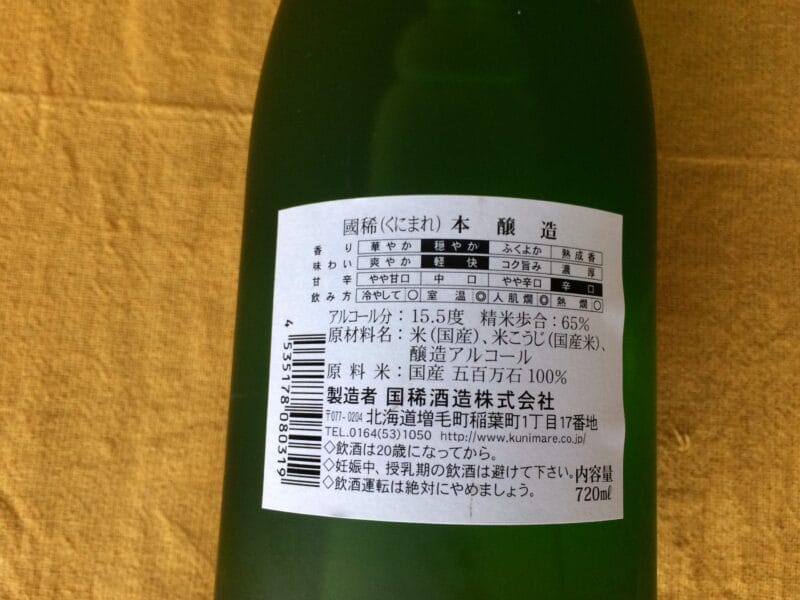 國稀(くにまれ) 本醸造
香り 華やか 穏やか ふくよか 熟成香
味わい 爽やか 軽快 コク旨み 濃厚
甘辛 やや甘口 中口 やや辛口 辛口
飲み方 冷やして○ 室温◎ 人肌燗◎ 熱燗○
アルコール分：15.5度 精米歩合：65%
原材料名：米(国産)、米こうじ(国産米)、
醸造アルコール
原料米：国産 五百万石 100%
製造者 国稀酒造株式会社
〒077-0204 北海道増毛町稲葉町1丁目17番地
TEL.0164(53)1050 http://www.kunimare.co.jp/
◇飲酒は20歳になってから。
◇妊娠中、授乳期の飲酒は避けて下さい。
◇飲酒運転は絶対にやめましょう。
内容量
720mℓ
4 535178 080319